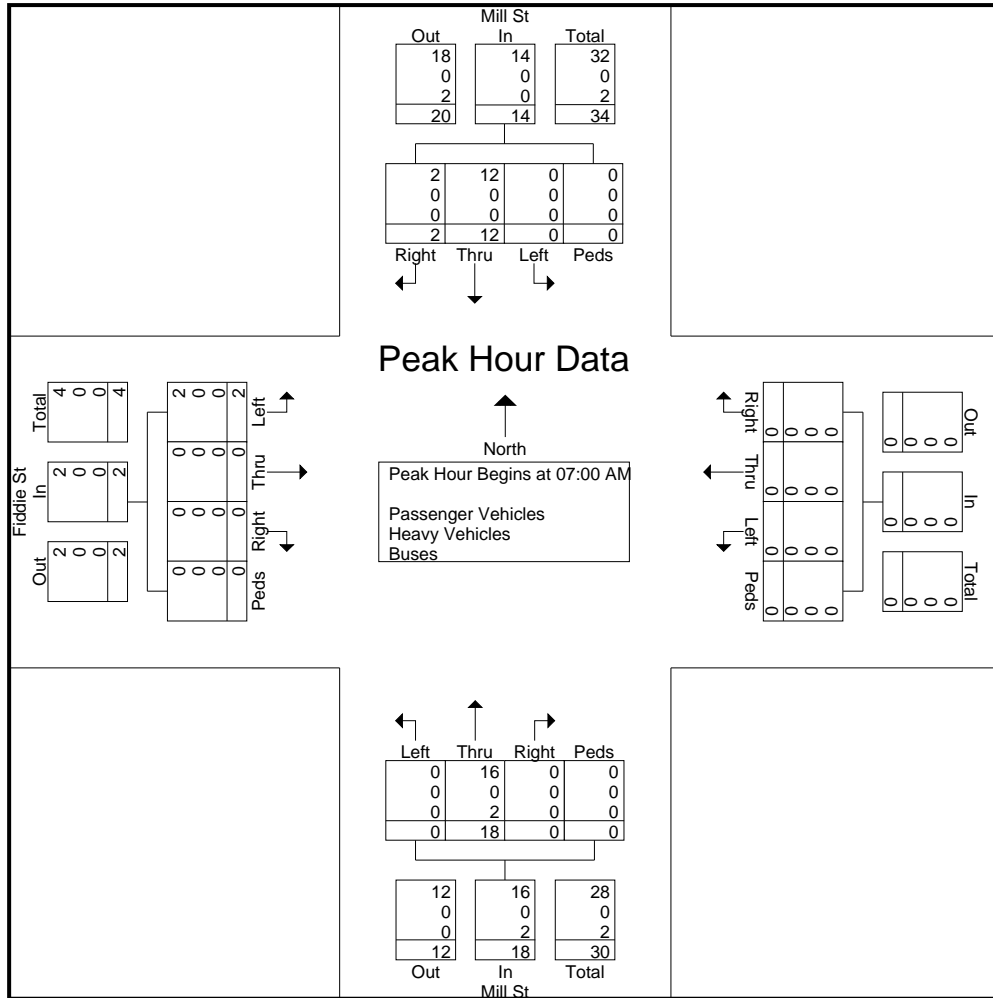 Mill St
Out In Total
18 14 32
0 0 0
2 0 2
20 14 34
2 12 0 0
0 0 0 0
0 0 0 0
2 12 0 0
Right Thru Left Peds
Peak Hour Data
North
Peak Hour Begins at 07:00 AM
Passenger Vehicles
Heavy Vehicles
Buses
Fiddie St
Total
4 0 0 4
In
2 0 0 2
Out
2 0 0 2
Left
2 0 0 2
Thru
0 0 0 0
Right
0 0 0 0
Peds
0 0 0 0
Right
0 0 0 0
Thru
0 0 0 0
Left
0 0 0 0
Peds
0 0 0 0
Out
0 0 0 0
In
0 0 0 0
Total
0 0 0 0
Left Thru Right Peds
0 16 0 0
0 0 0 0
0 2 0 0
0 18 0 0
12 16 28
0 0 0
0 2 2
12 18 30
Out In Total
Mill St